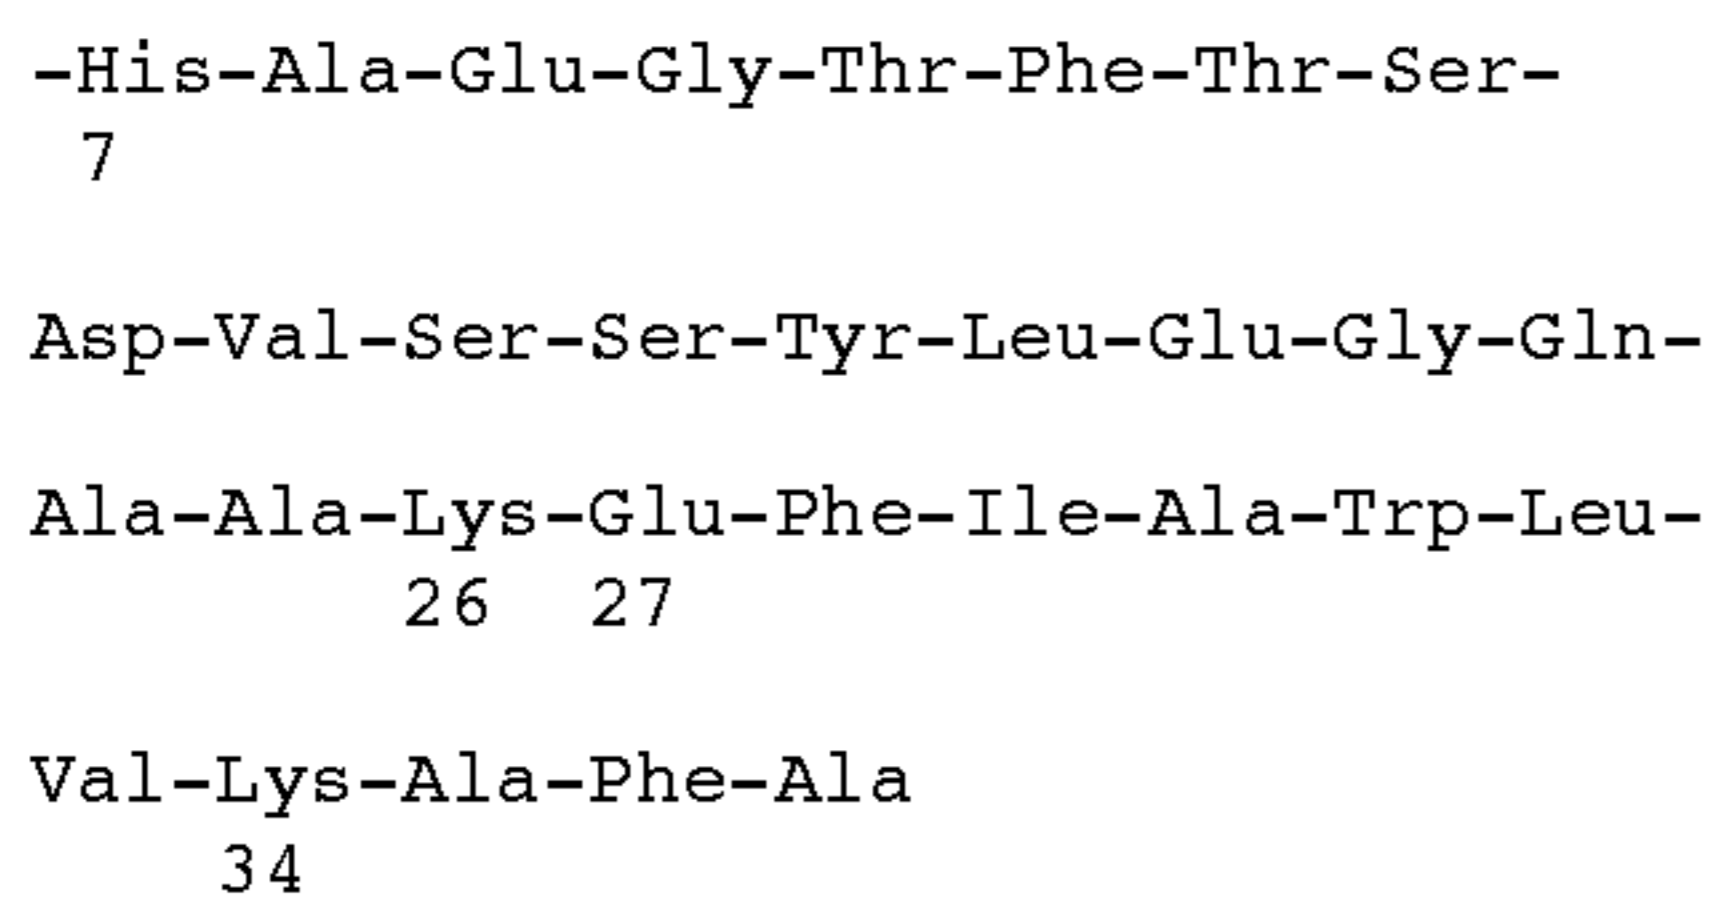 -His-Ala-Glu-Gly-Thr-Phe-Thr-Ser-
7
Asp-Val-Ser-Ser-Tyr-Leu-Glu-Gly-Gln-
Ala-Ala-Lys-Glu-Phe-Ile-Ala-Trp-Leu-
26 27
Val-Lys-Ala-Phe-Ala
34